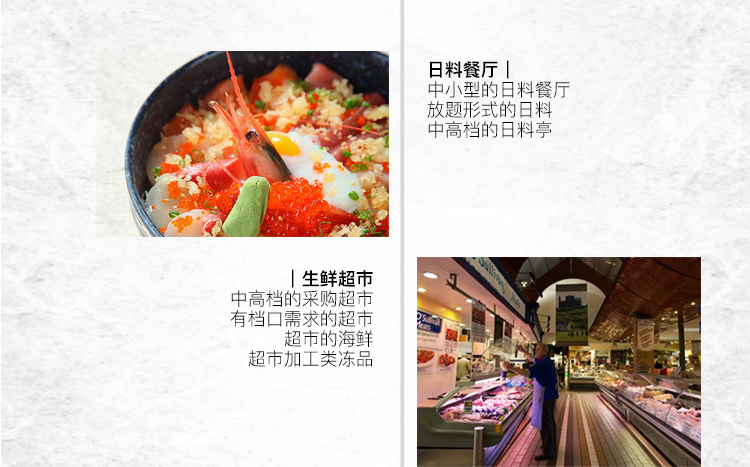 日料餐厅|
中小型的日料餐厅
放题形式的日料
中高档的日料亭
|生鲜超市
中高档的采购超市
有档口需求的超市
超市的海鲜
超市加工类冻品
Sullivan
Meats